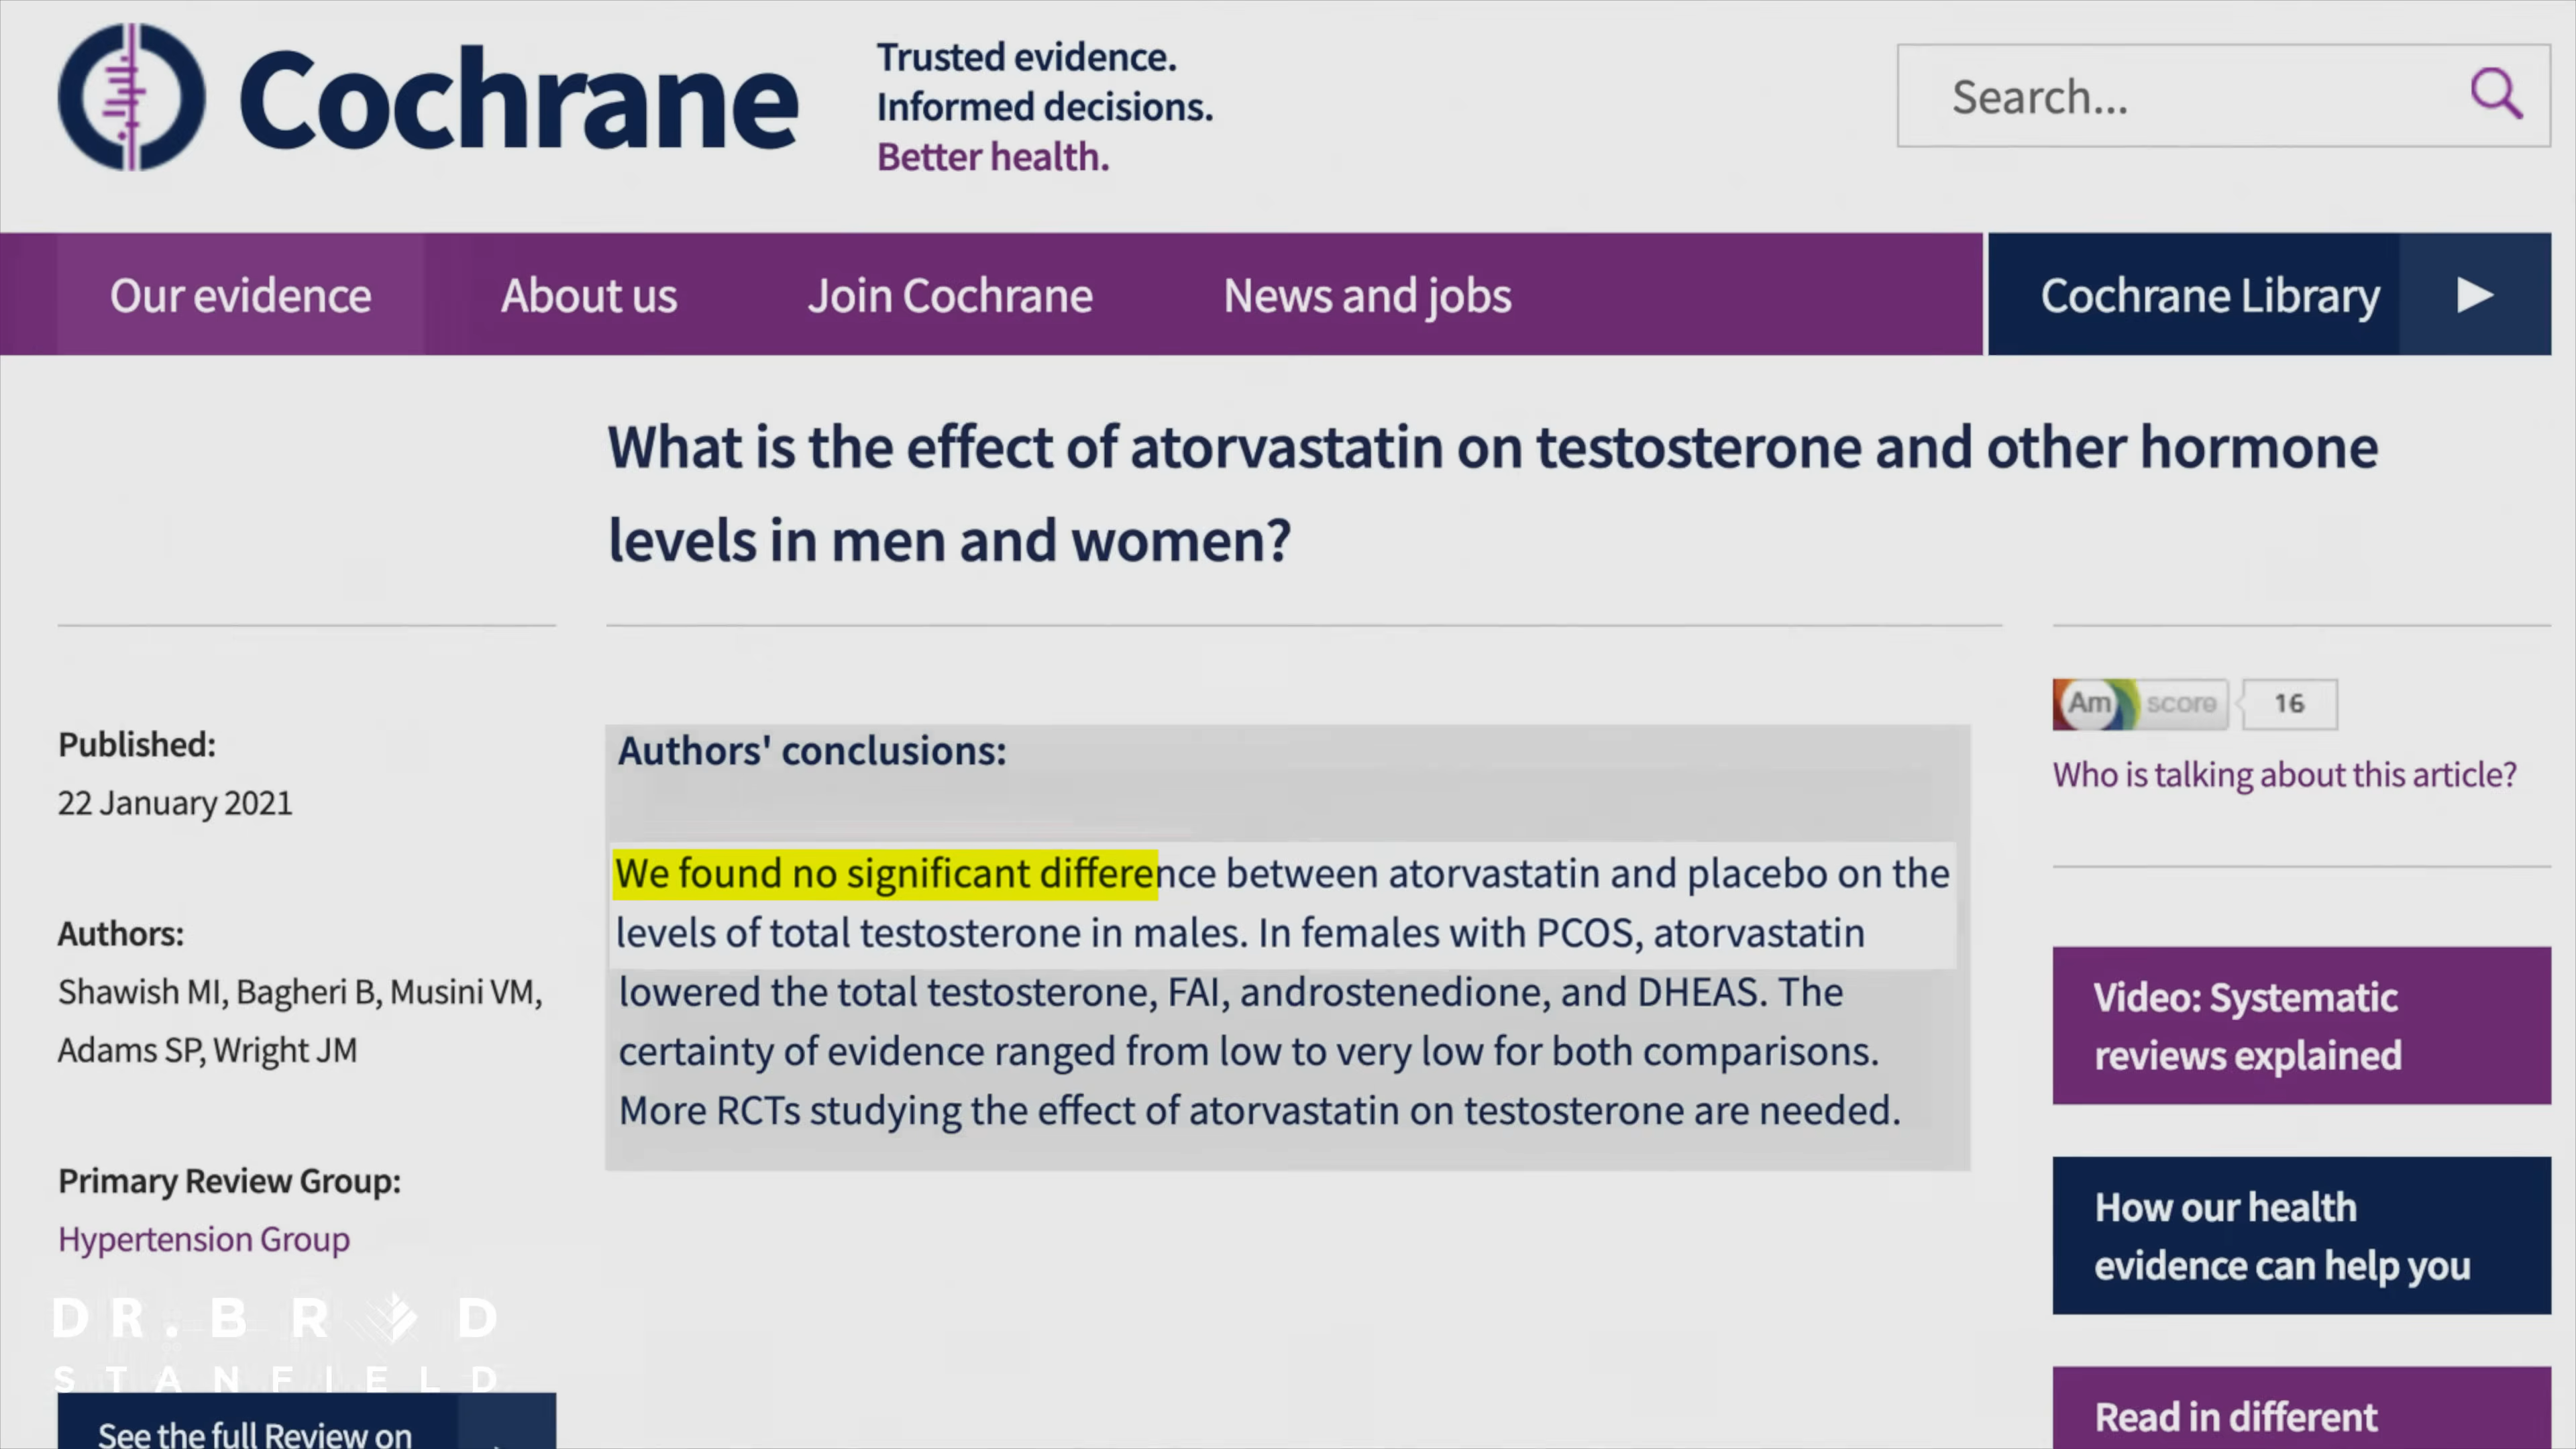 Cochrane
Trusted evidence.
Informed decisions.
Better health.
Search...
Our evidence
About us
Join Cochrane
News and jobs
Cochrane Library
What is the effect of atorvastatin on testosterone and other hormone
levels in men and women?
Published:
22 January 2021
Authors:
Shawish MI, Bagheri B, Musini VM,
Adams SP, Wright JM
Primary Review Group:
Hypertension Group
DR. BR D
STANFIELD
See the full Review on
Authors' conclusions:
We found no significant difference between atorvastatin and placebo on the
levels of total testosterone in males. In females with PCOS, atorvastatin
lowered the total testosterone, FAI, androstenedione, and DHEAS. The
certainty of evidence ranged from low to very low for both comparisons.
More RCTs studying the effect of atorvastatin on testosterone are needed.
Am score 16
Who is talking about this article?
Video: Systematic
reviews explained
How our health
evidence can help you
Read in different